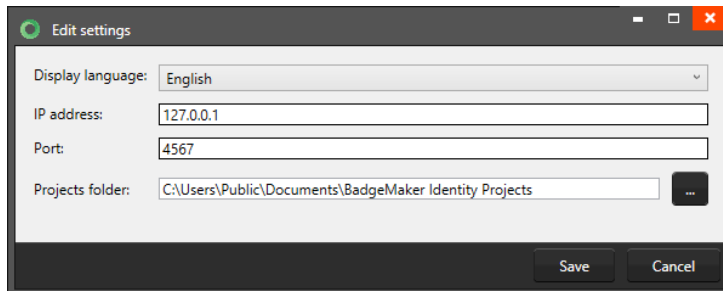 Edit settings
Display language: English
IP address: 127.0.0.1
Port: 4567
Projects folder: C:\Users\Public\Documents\BadgeMaker Identity Projects ...
Save Cancel